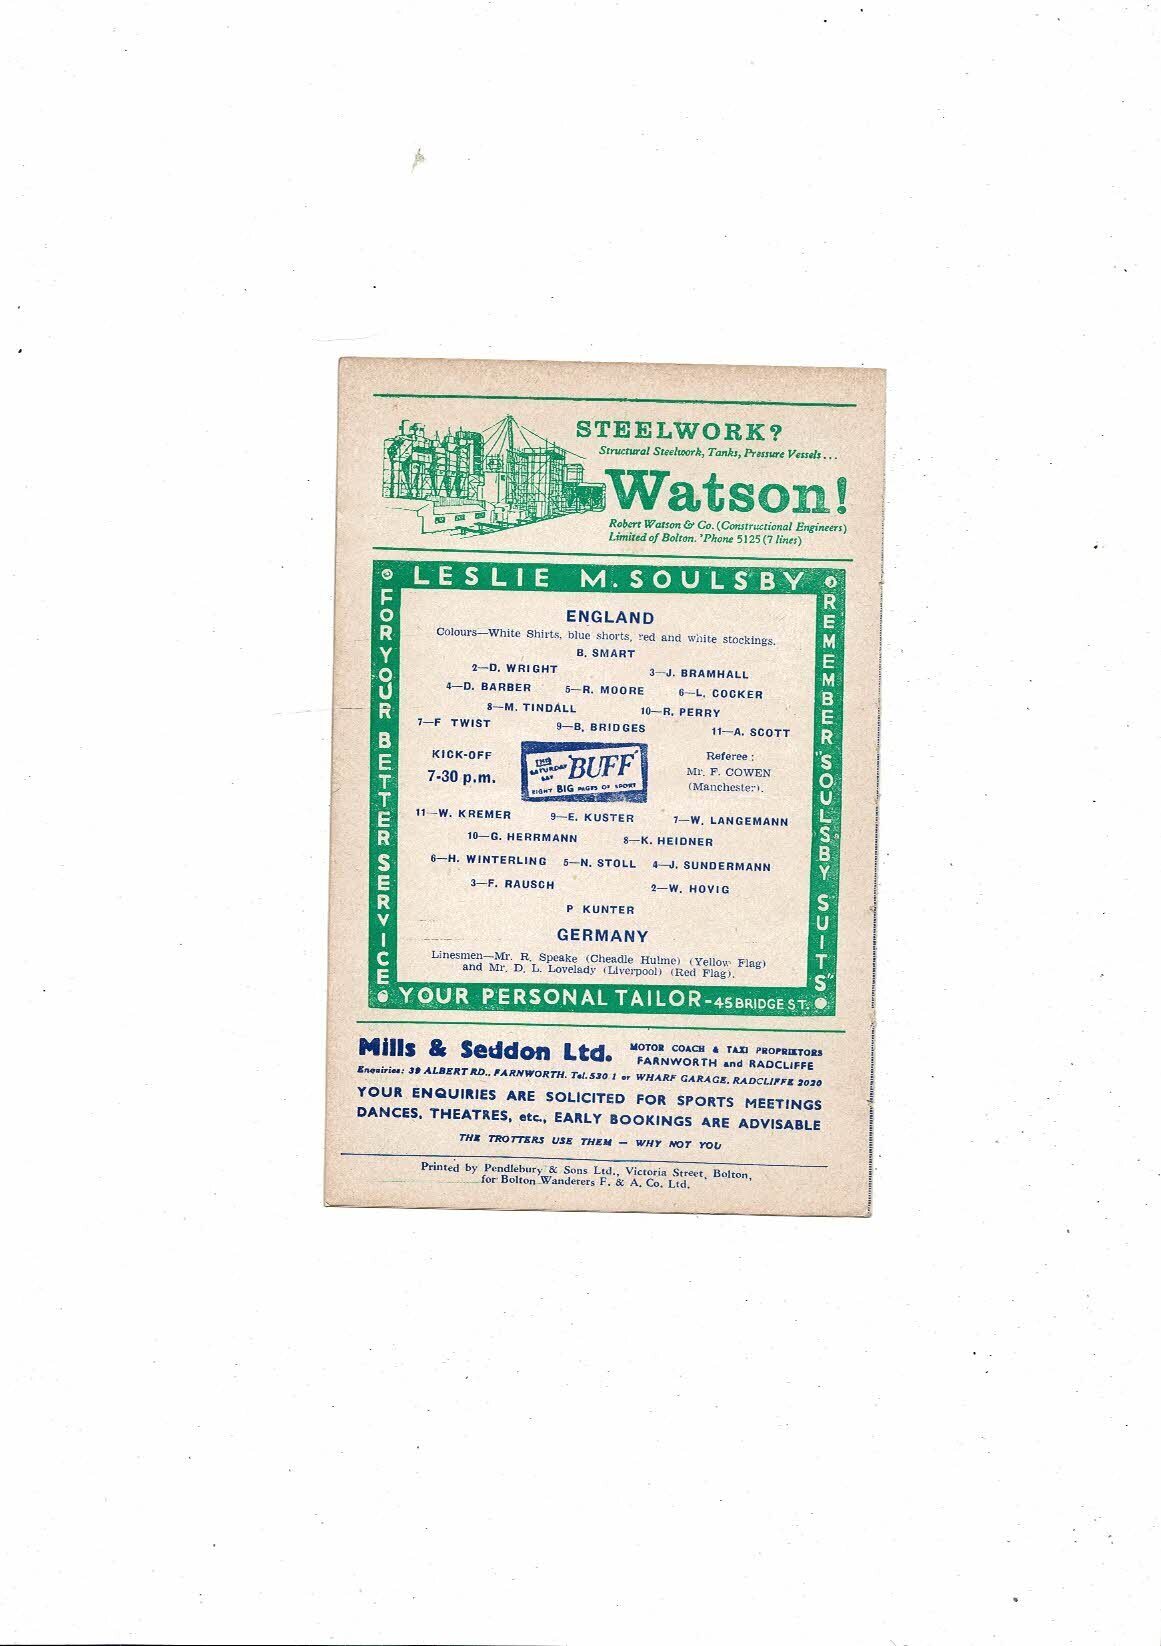 STEELWORK?
Structural Steelwork, Tanks, Pressure Vessels...
Watson!
Robert Watson & Co. (Constructional Engineers)
Limited of Bolton. 'Phone 5125 (7 lines)
LESLIE M. SOULSBY
FOR YOUR BETTER SERVICE
REMEMBER "SOULSBY SUITS"
ENGLAND
Colours—White Shirts, blue shorts, red and white stockings.
B. SMART
2—D. WRIGHT 3—J. BRAMHALL
4—D. BARBER 5—R. MOORE 6—L. COCKER
8—M. TINDALL 10—R. PERRY
7—F TWIST 9—B. BRIDGES 11—A. SCOTT
KICK-OFF
7-30 p.m.
THE SATURDAY 'BUFF'
EIGHT BIG PAGES OF SPORT
Referee :
Mr. F. COWEN
(Manchester).
11—W. KREMER 9—E. KUSTER 7—W. LANGEMANN
10—G. HERRMANN 8—K. HEIDNER
6—H. WINTERLING 5—N. STOLL 4—J. SUNDERMANN
3—F. RAUSCH 2—W. HOVIG
P KUNTER
GERMANY
Linesmen—Mr. R. Speake (Cheadle Hulme) (Yellow Flag)
and Mr. D. L. Lovelady (Liverpool) (Red Flag).
YOUR PERSONAL TAILOR-45 BRIDGE ST.
Mills & Seddon Ltd. MOTOR COACH & TAXI PROPRIETORS
FARNWORTH and RADCLIFFE
Enquiries: 39 ALBERT RD., FARNWORTH. Tel. 530 1 or WHARF GARAGE, RADCLIFFE 2020
YOUR ENQUIRIES ARE SOLICITED FOR SPORTS MEETINGS
DANCES, THEATRES, etc., EARLY BOOKINGS ARE ADVISABLE
THE TROTTERS USE THEM — WHY NOT YOU
Printed by Pendlebury & Sons Ltd., Victoria Street, Bolton,
for Bolton Wanderers F. & A. Co. Ltd.